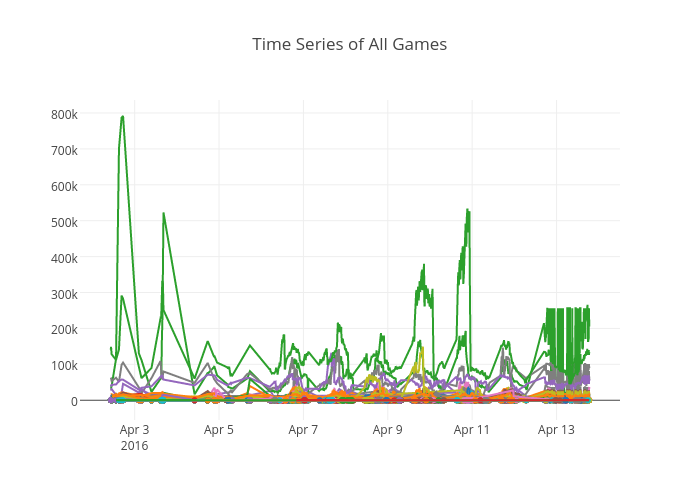 Time Series of All Games
800k
700k
600k
500k
400k
300k
200k
100k
0
Apr 3
2016
Apr 5
Apr 7
Apr 9
Apr 11
Apr 13